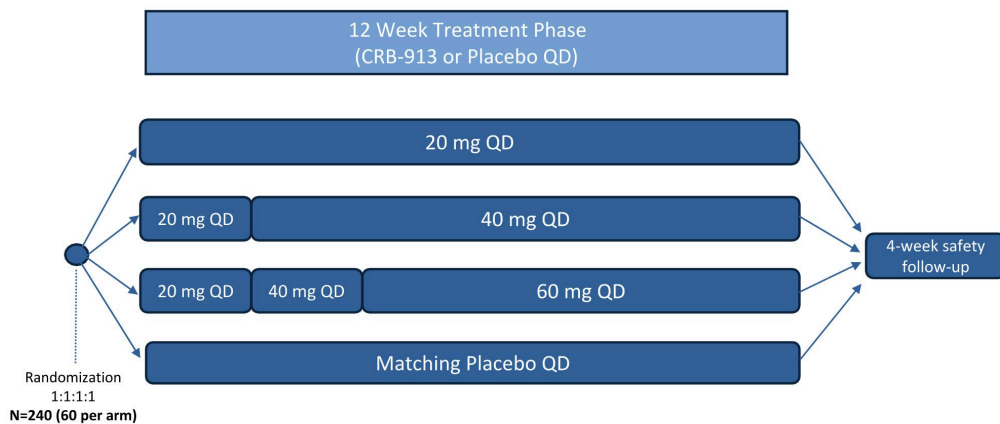 12 Week Treatment Phase
(CRB-913 or Placebo QD)
20 mg QD
20 mg QD
40 mg QD
20 mg QD
40 mg QD
60 mg QD
Matching Placebo QD
4-week safety
follow-up
Randomization
1:1:1:1
N=240 (60 per arm)